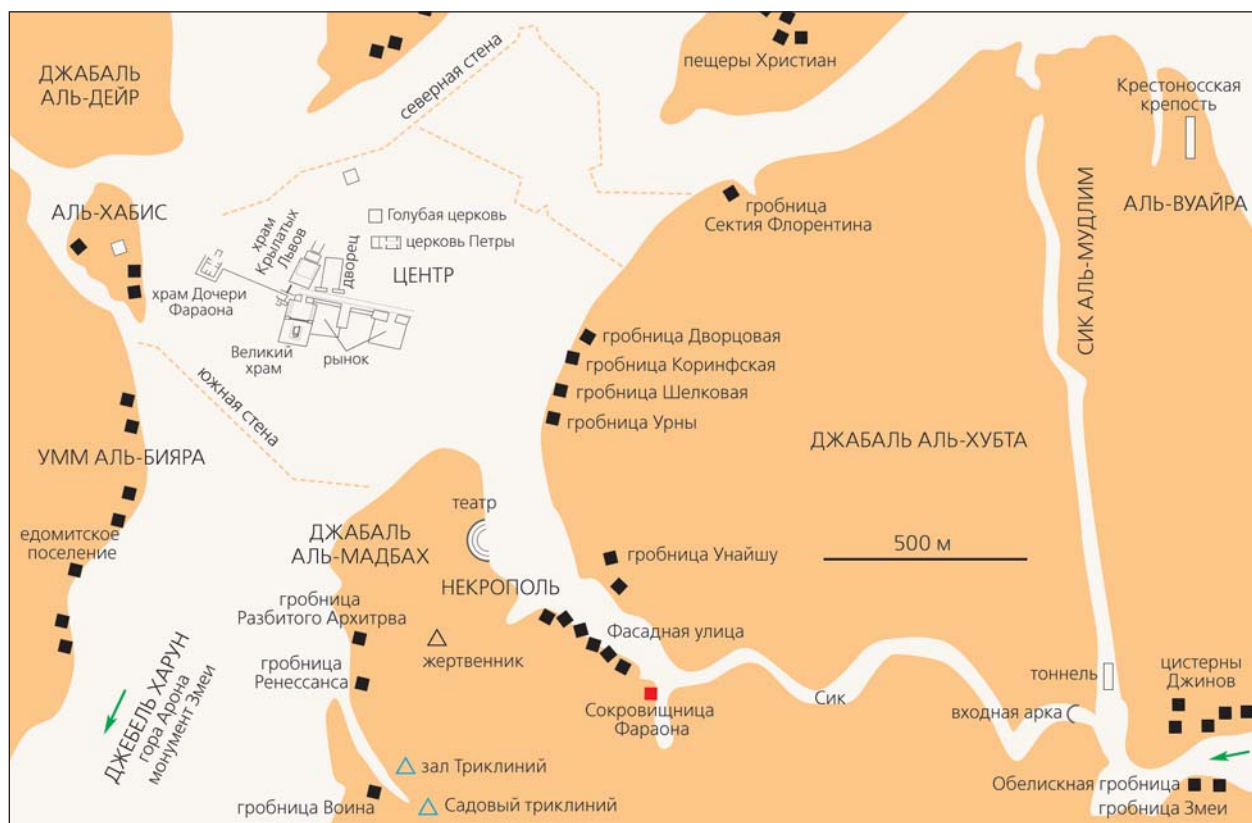 ДЖАБАЛЬ
АЛЬ-ДЕЙР
северная стена
пещеры Христиан
Крестоносская
крепость
АЛЬ-ХАБИС
храм
Крылатых
Львов
Голубая церковь
церковь Петры
дворец
ЦЕНТР
гробница
Сектия Флорентина
АЛЬ-ВУАЙРА
СИК АЛЬ-МУДЛИМ
храм Дочери
Фараона
Великий
храм
рынок
южная стена
гробница Дворцовая
гробница Коринфская
гробница Шелковая
гробница Урны
ДЖАБАЛЬ АЛЬ-ХУБТА
УММ АЛЬ-БИЯРА
едомитское
поселение
театр
ДЖАБАЛЬ
АЛЬ-МАДБАХ
500 м
гробница Унайшу
НЕКРОПОЛЬ
гробница
Разбитого Архитрва
Фасадная улица
жертвенник
гробница
Ренессанса
ДЖЕБЕЛЬ ХАРУН
гора Арона
монумент Змеи
Сокровищница
Фараона
Сик
тоннель
входная арка
цистерны
Джинов
зал Триклиний
Садовый триклиний
гробница Воина
Обелискная гробница
гробница Змеи